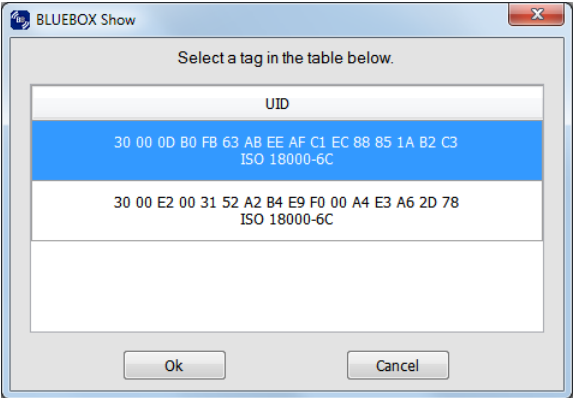 BLUEBOX Show
Select a tag in the table below.
UID
30 00 0D B0 FB 63 AB EE AF C1 EC 88 85 1A B2 C3
ISO 18000-6C
30 00 E2 00 31 52 A2 B4 E9 F0 00 A4 E3 A6 2D 78
ISO 18000-6C
Ok
Cancel